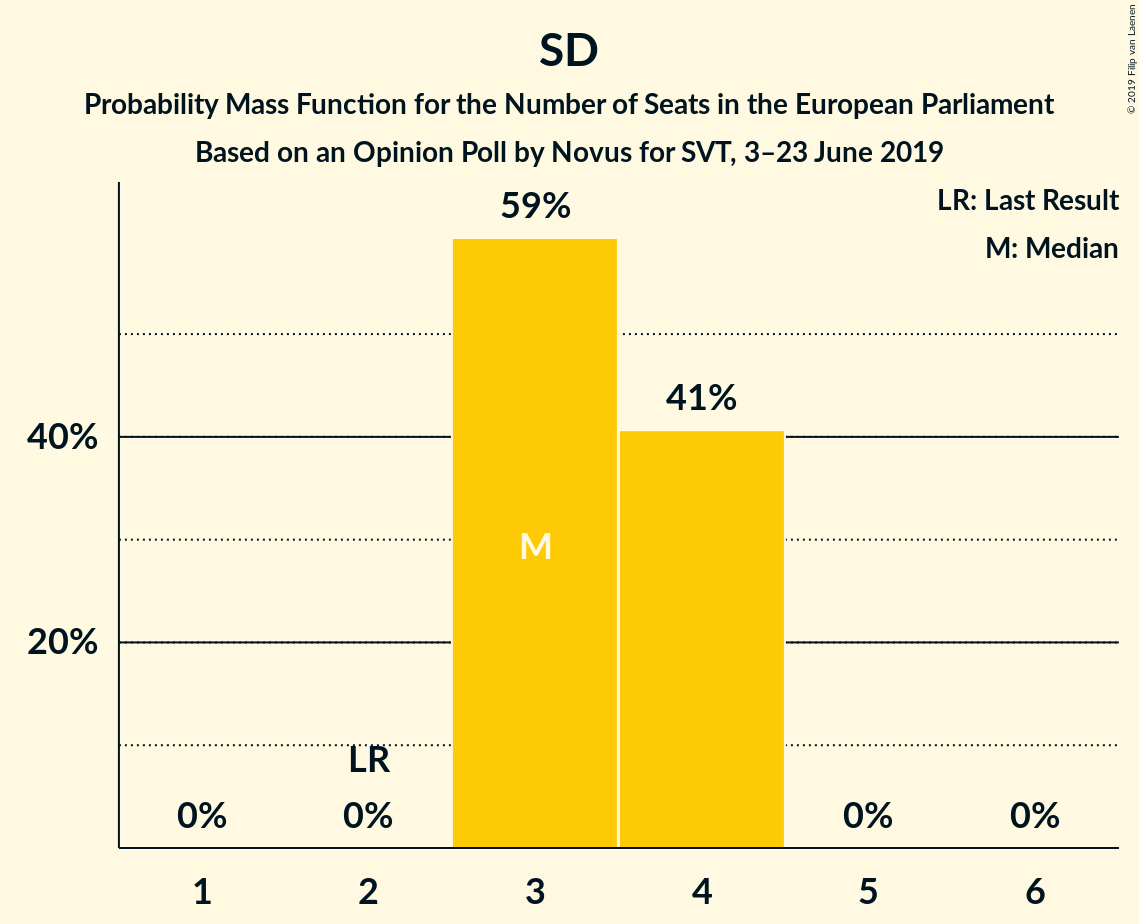 SD
Probability Mass Function for the Number of Seats in the European Parliament
Based on an Opinion Poll by Novus for SVT, 3–23 June 2019
© 2019 Filip van Laenen
LR: Last Result
M: Median
59%
41%
40%
M
20%
LR
0%
0%
0%
0%
1
2
3
4
5
6